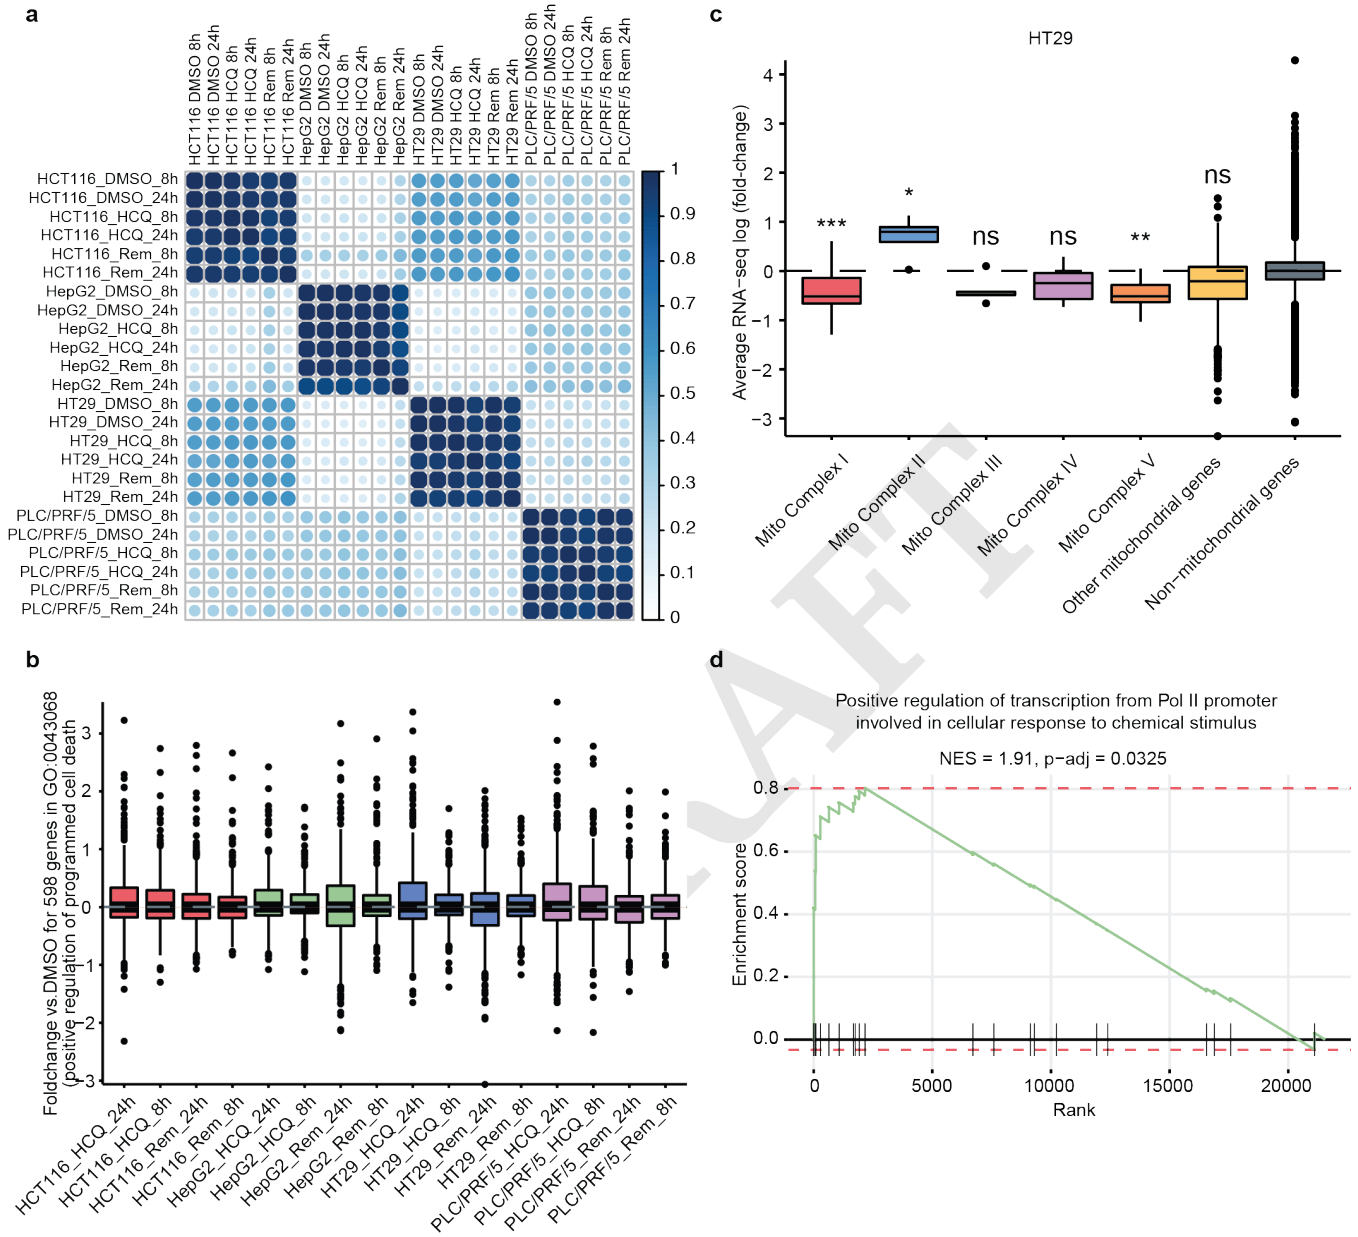 a
HCT116 DMSO 8h
HCT116 DMSO 24h
HCT116 HCQ 8h
HCT116 HCQ 24h
HCT116 Rem 8h
HCT116 Rem 24h
HepG2 DMSO 8h
HepG2 DMSO 24h
HepG2 HCQ 8h
HepG2 HCQ 24h
HepG2 Rem 8h
HepG2 Rem 24h
HT29 DMSO 8h
HT29 DMSO 24h
HT29 HCQ 8h
HT29 HCQ 24h
HT29 Rem 8h
HT29 Rem 24h
PLC/PRF/5 DMSO 8h
PLC/PRF/5 DMSO 24h
PLC/PRF/5 HCQ 8h
PLC/PRF/5 HCQ 24h
PLC/PRF/5 Rem 8h
PLC/PRF/5 Rem 24h
HCT116_DMSO_8h
HCT116_DMSO_24h
HCT116_HCQ_8h
HCT116_HCQ_24h
HCT116_Rem_8h
HCT116_Rem_24h
HepG2_DMSO_8h
HepG2_DMSO_24h
HepG2_HCQ_8h
HepG2_HCQ_24h
HepG2_Rem_8h
HepG2_Rem_24h
HT29_DMSO_8h
HT29_DMSO_24h
HT29_HCQ_8h
HT29_HCQ_24h
HT29_Rem_8h
HT29_Rem_24h
PLC/PRF/5_DMSO_8h
PLC/PRF/5_DMSO_24h
PLC/PRF/5_HCQ_8h
PLC/PRF/5_HCQ_24h
PLC/PRF/5_Rem_8h
PLC/PRF/5_Rem_24h
1
0.9
0.8
0.7
0.6
0.5
0.4
0.3
0.2
0.1
0
b
Foldchange vs.DMSO for 598 genes in GO:0043068
(positive regulation of programmed cell death
3
2
1
0
−1
−2
−3
HCT116_HCQ_24h
HCT116_HCQ_8h
HCT116_Rem_24h
HCT116_Rem_8h
HepG2_HCQ_24h
HepG2_HCQ_8h
HepG2_Rem_24h
HepG2_Rem_8h
HT29_HCQ_24h
HT29_HCQ_8h
HT29_Rem_24h
HT29_Rem_8h
PLC/PRF/5_HCQ_24h
PLC/PRF/5_HCQ_8h
PLC/PRF/5_Rem_24h
PLC/PRF/5_Rem_8h
c
HT29
Average RNA−seq log (fold−change)
4
3
2
1
0
−1
−2
−3
***
*
ns
ns
**
ns
Mito Complex I
Mito Complex II
Mito Complex III
Mito Complex IV
Mito Complex V
Other mitochondrial genes
Non−mitochondrial genes
d
Positive regulation of transcription from Pol II promoter
involved in cellular response to chemical stimulus
NES = 1.91, p−adj = 0.0325
Enrichment score
0.8
0.6
0.4
0.2
0.0
0
5000
10000
15000
20000
Rank
RAFT